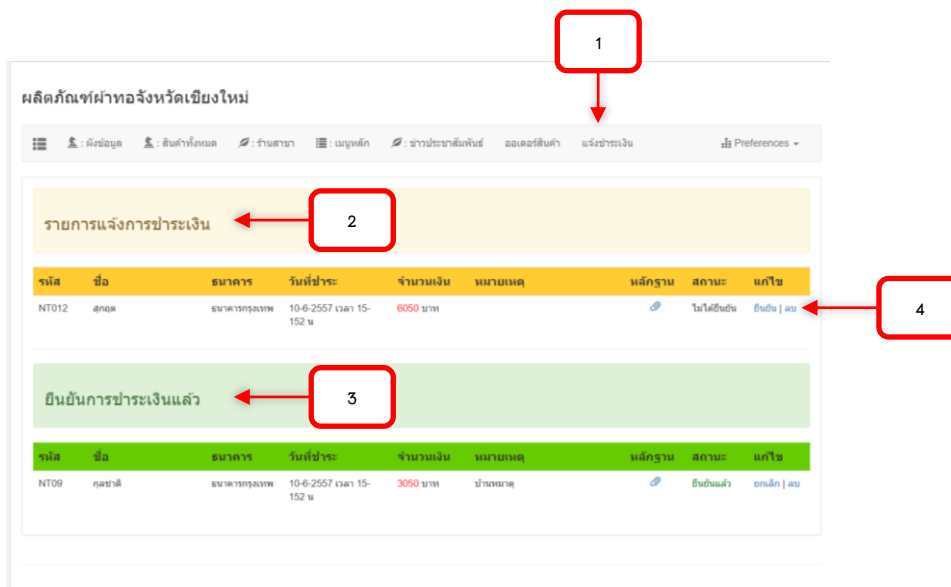 1
ผลิตภัณฑ์ผ้าทอจังหวัดเชียงใหม่
: ผังข้อมูล : สินค้าทั้งหมด : ร้านสาขา : เมนูหลัก : ข่าวประชาสัมพันธ์ ออเดอร์สินค้า แจ้งชำระเงิน Preferences
รายการแจ้งการชำระเงิน 2
รหัส ชื่อ ธนาคาร วันที่ชำระ จำนวนเงิน หมายเหตุ หลักฐาน สถานะ แก้ไข
NT012 ธนาคารกรุงเทพ 10-6-2557 เวลา 15- 6050 บาท ไม่ได้ยืนยัน ยืนยัน | ลบ 4
152 น
ยืนยันการชำระเงินแล้ว 3
รหัส ชื่อ ธนาคาร วันที่ชำระ จำนวนเงิน หมายเหตุ หลักฐาน สถานะ แก้ไข
NT09 กุลชาติ ธนาคารกรุงเทพ 10-6-2557 เวลา 15- 3050 บาท ยืนยันแล้ว ยกเลิก | ลบ
152 น